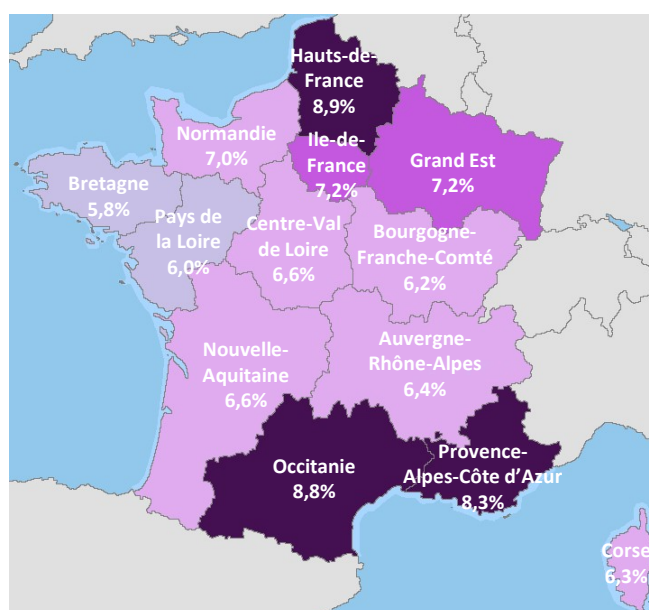 Hauts-de-
France
8,9%
Normandie
7,0%
Ile-de-
France
7,2%
Grand Est
7,2%
Bretagne
5,8%
Pays de
la Loire
6,0%
Centre-Val
de Loire
6,6%
Bourgogne-
Franche-Comté
6,2%
Nouvelle-
Aquitaine
6,6%
Auvergne-
Rhône-Alpes
6,4%
Occitanie
8,8%
Provence-
Alpes-Côte d’Azur
8,3%
Corse
6,3%